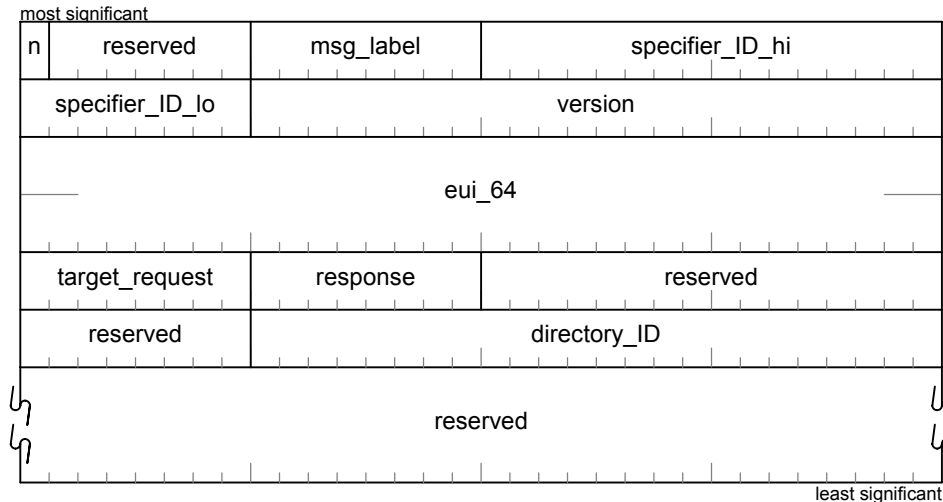 most significant
n reserved msg_label specifier_ID_hi
specifier_ID_lo version
eui_64
target_request response reserved
reserved directory_ID
reserved
least significant